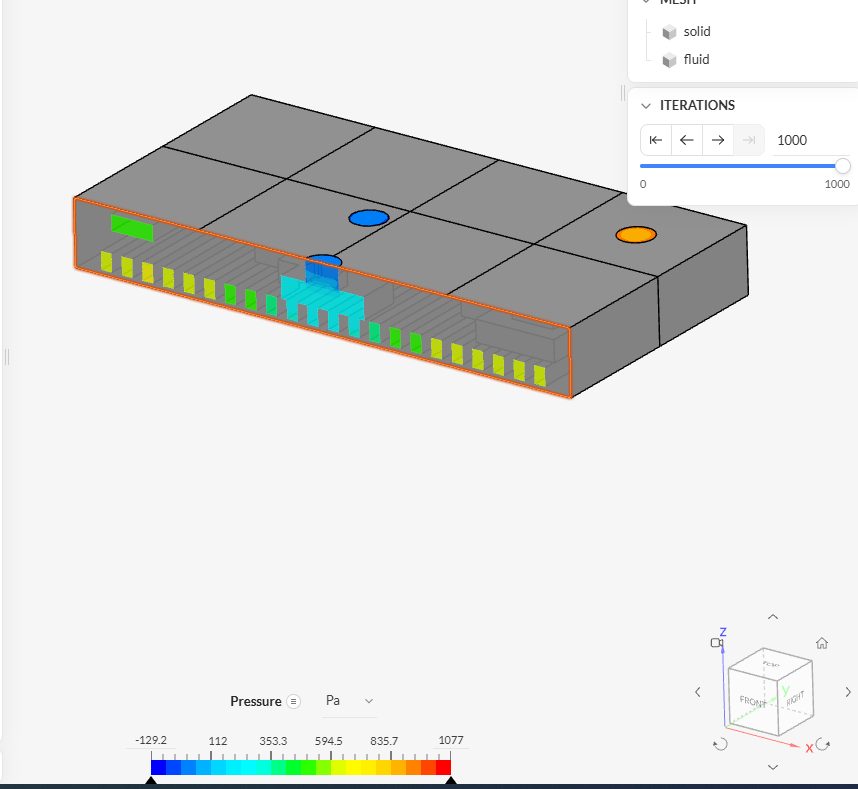 MESH
solid
fluid
ITERATIONS
1000
0 1000
Z
TOP
Y
FRONT
RIGHT
X
Pressure Pa
-129.2 112 353.3 594.5 835.7 1077